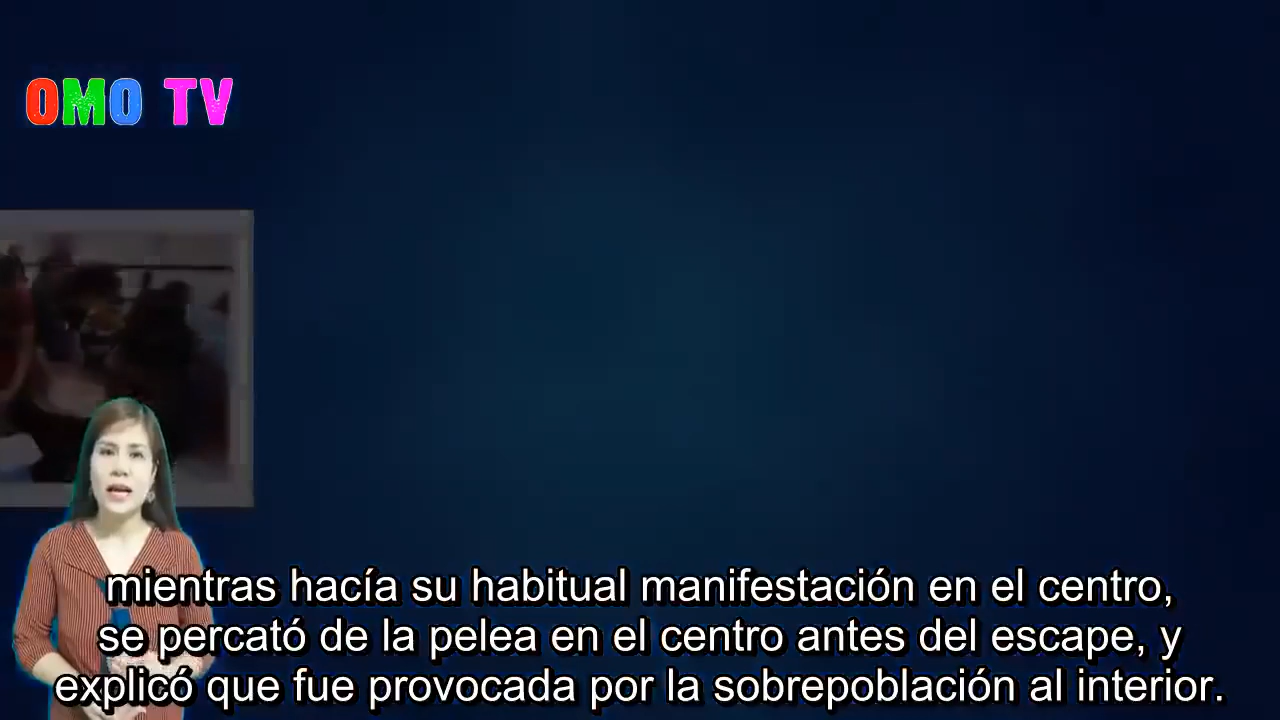 OMO TV
mientras hacía su habitual manifestación en el centro,
se percató de la pelea en el centro antes del escape, y
explicó que fue provocada por la sobrepoblación al interior.